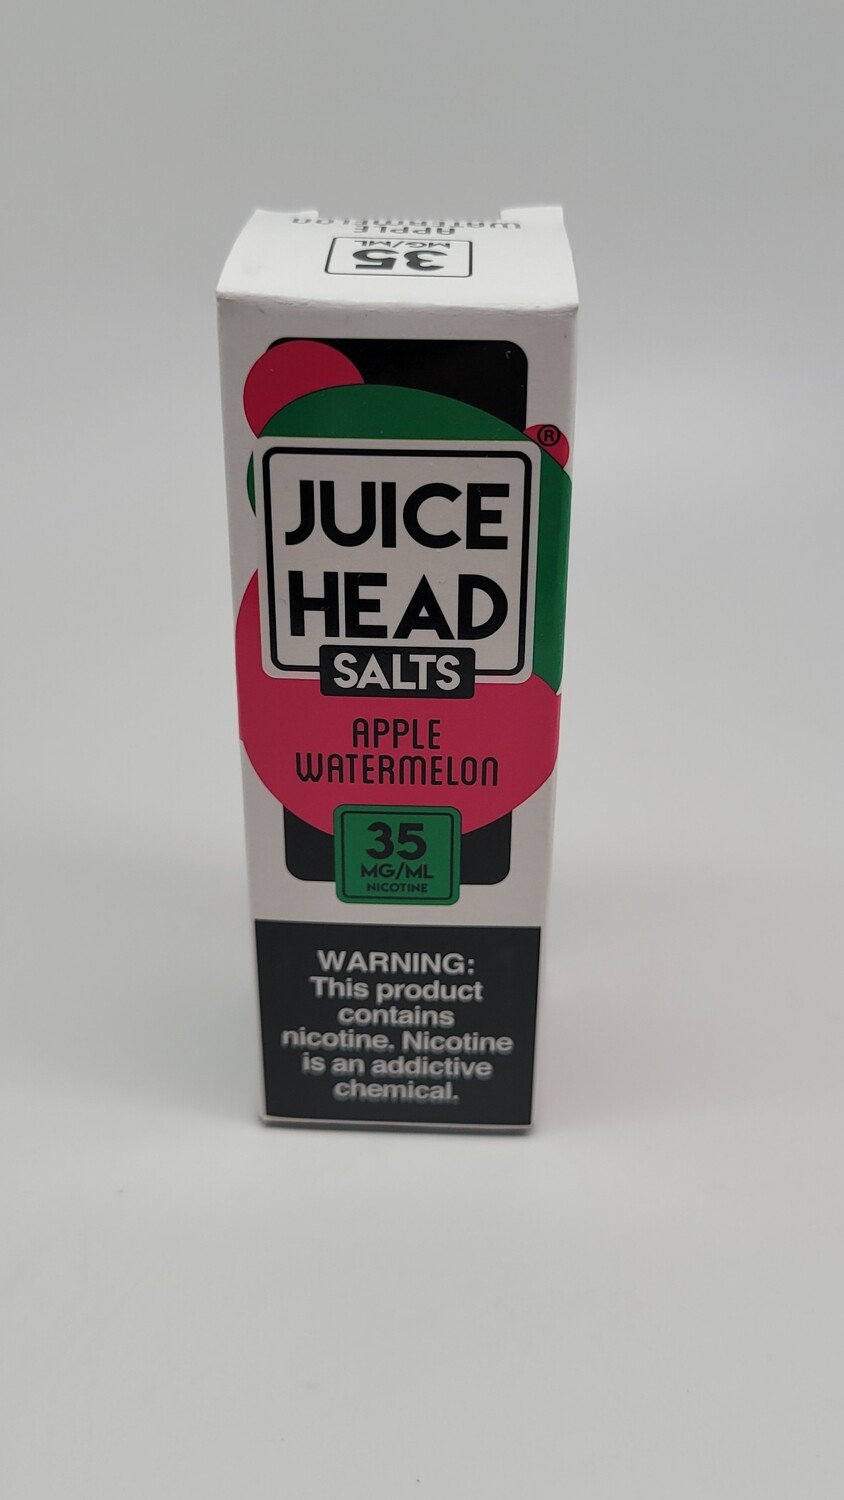 APPLE
WATERMELON
35
MG/ML
JUICE
HEAD
®
SALTS
APPLE
WATERMELON
35
MG/ML
NICOTINE
WARNING:
This product
contains
nicotine. Nicotine
is an addictive
chemical.